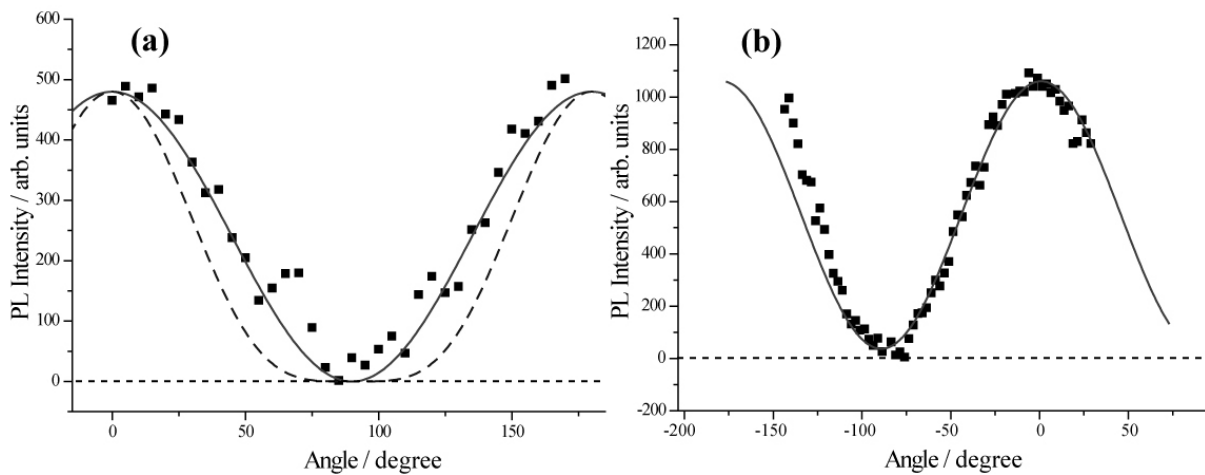 (a)
PL Intensity / arb. units
600
500
400
300
200
100
0
0 50 100 150
Angle / degree
(b)
PL Intensity / arb. units
1200
1000
800
600
400
200
0
-200
-200 -150 -100 -50 0 50
Angle / degree